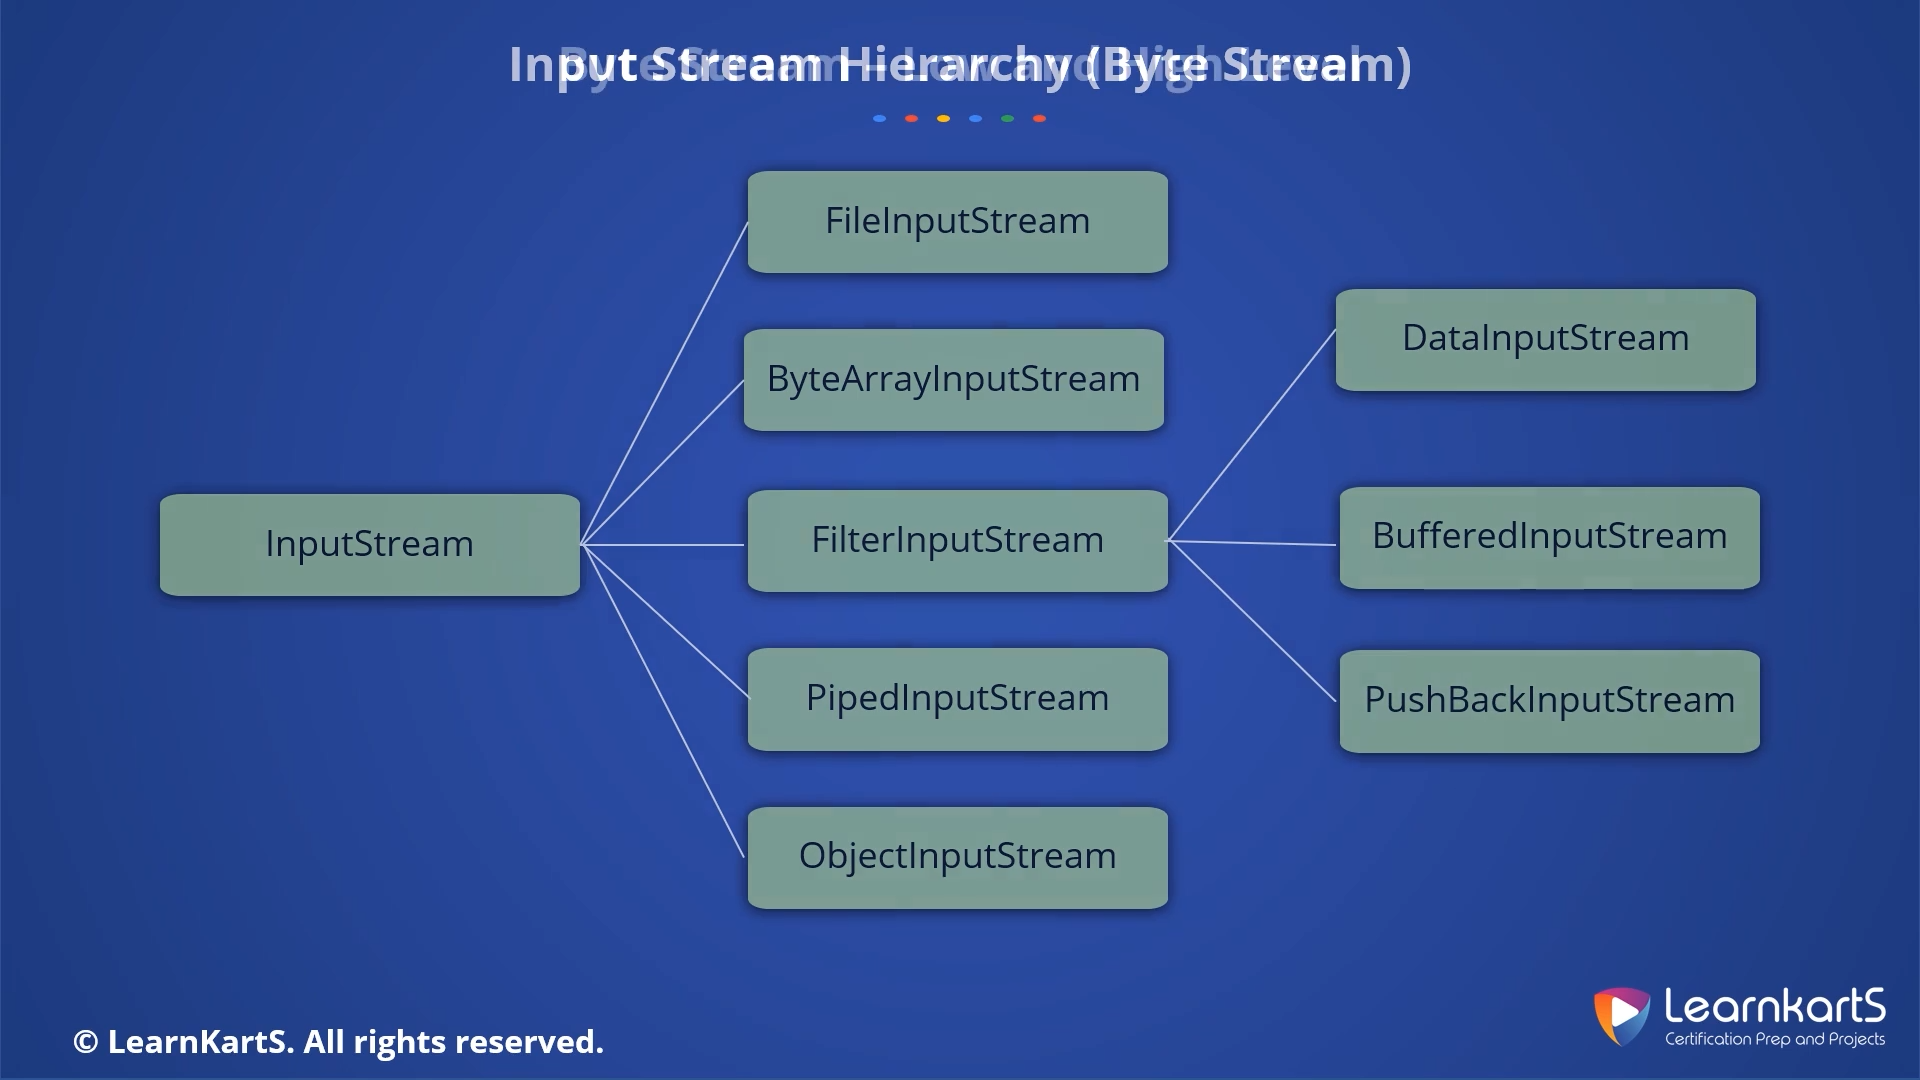 Input Stream Hierarchy (Byte Stream)
FileInputStream
ByteArrayInputStream
FilterInputStream
PipedInputStream
ObjectInputStream
InputStream
DataInputStream
BufferedInputStream
PushBackInputStream
© LearnKartS. All rights reserved.
LearnkartS
Certification Prep and Projects